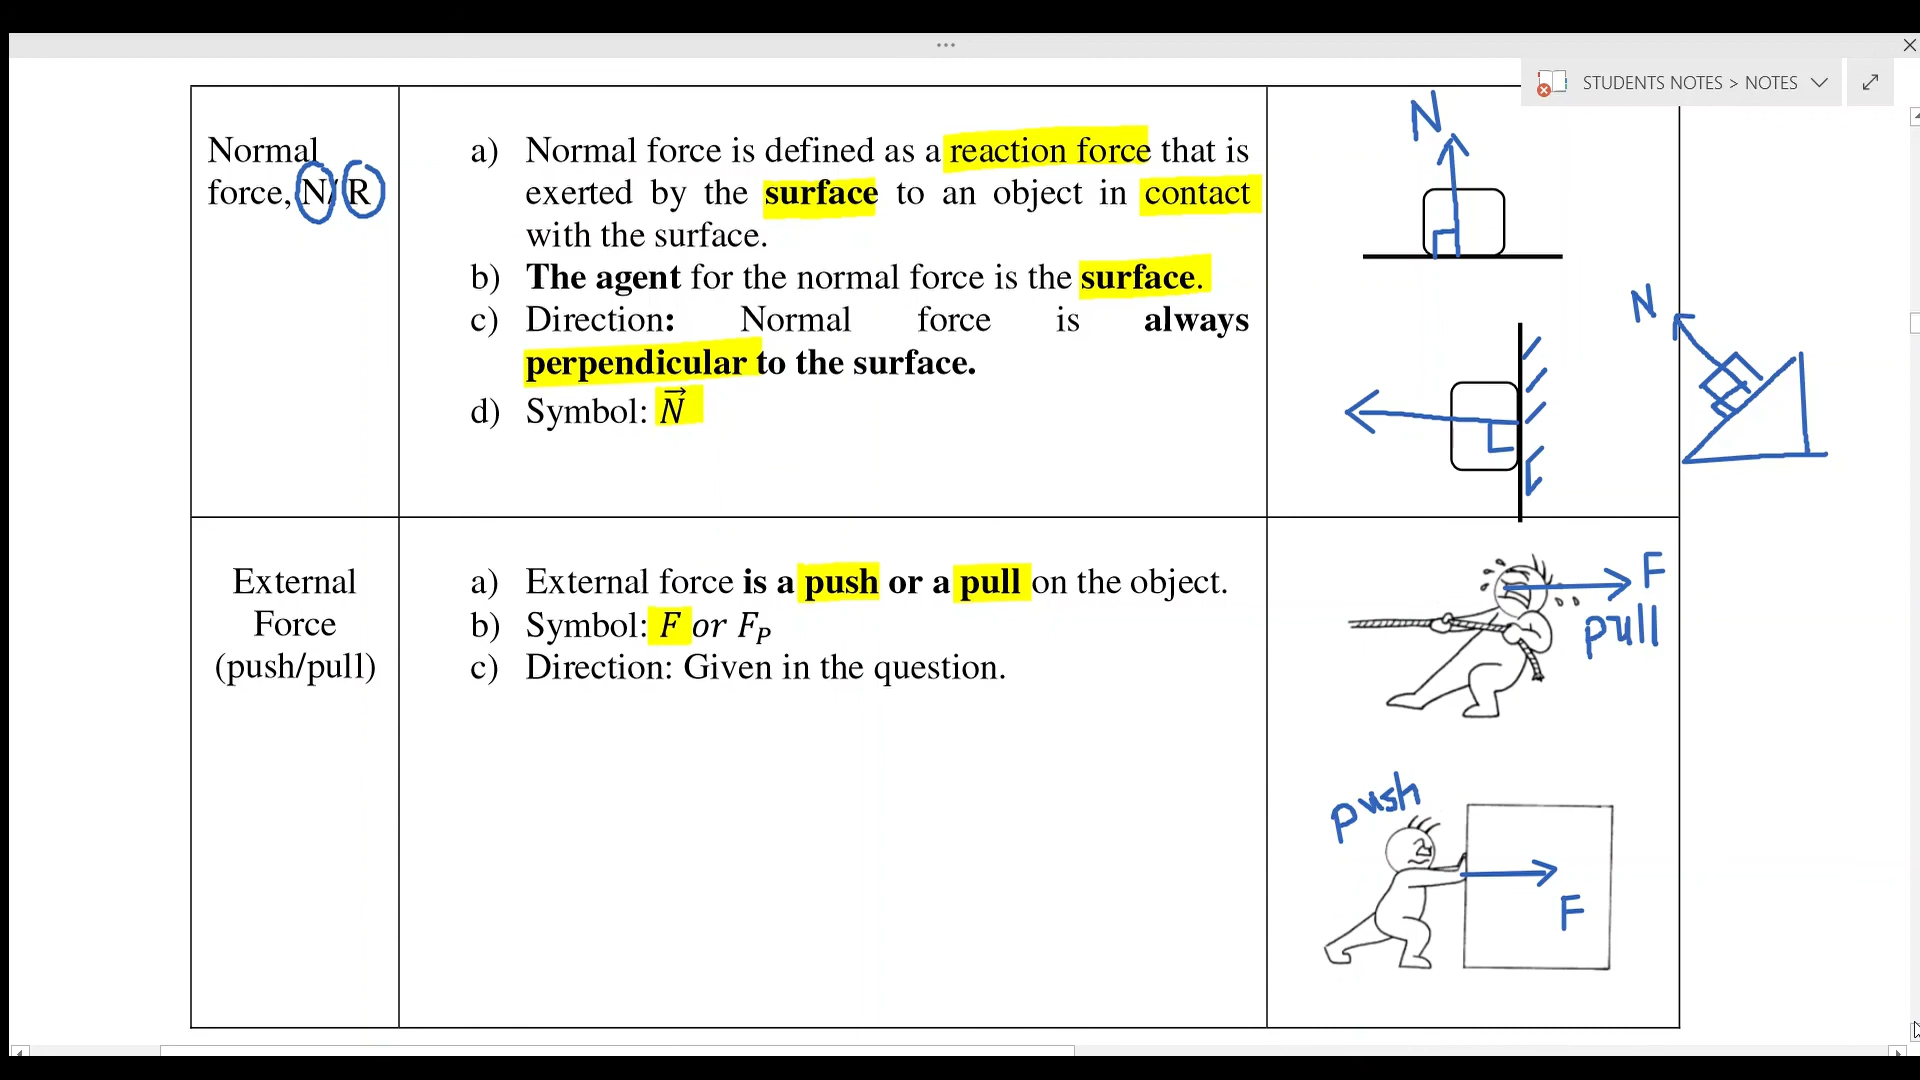 ...
STUDENTS NOTES > NOTES
Normal
force, N/ R
a) Normal force is defined as a reaction force that is
exerted by the surface to an object in contact
with the surface.
b) The agent for the normal force is the surface.
c) Direction: Normal force is always
perpendicular to the surface.
d) Symbol: N⃗
N
N
External
Force
(push/pull)
a) External force is a push or a pull on the object.
b) Symbol: F or F_P
c) Direction: Given in the question.
F
pull
push
F